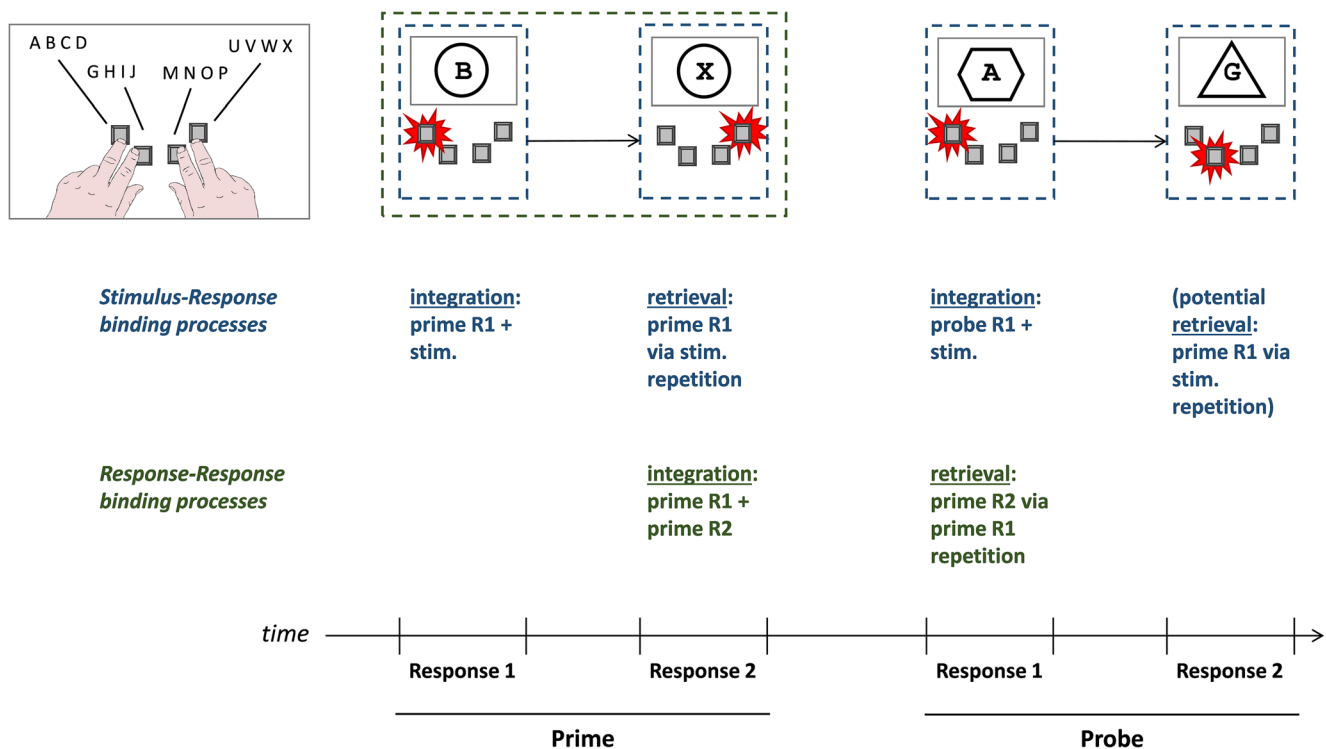 A B C D
U V W X
G H I J
M N O P
B
X
A
G
Stimulus-Response
binding processes
integration:
prime R1 +
stim.
retrieval:
prime R1
via stim.
repetition
integration:
probe R1 +
stim.
(potential
retrieval:
prime R1 via
stim.
repetition)
Response-Response
binding processes
integration:
prime R1 +
prime R2
retrieval:
prime R2 via
prime R1
repetition
time
Response 1
Response 2
Response 1
Response 2
Prime
Probe